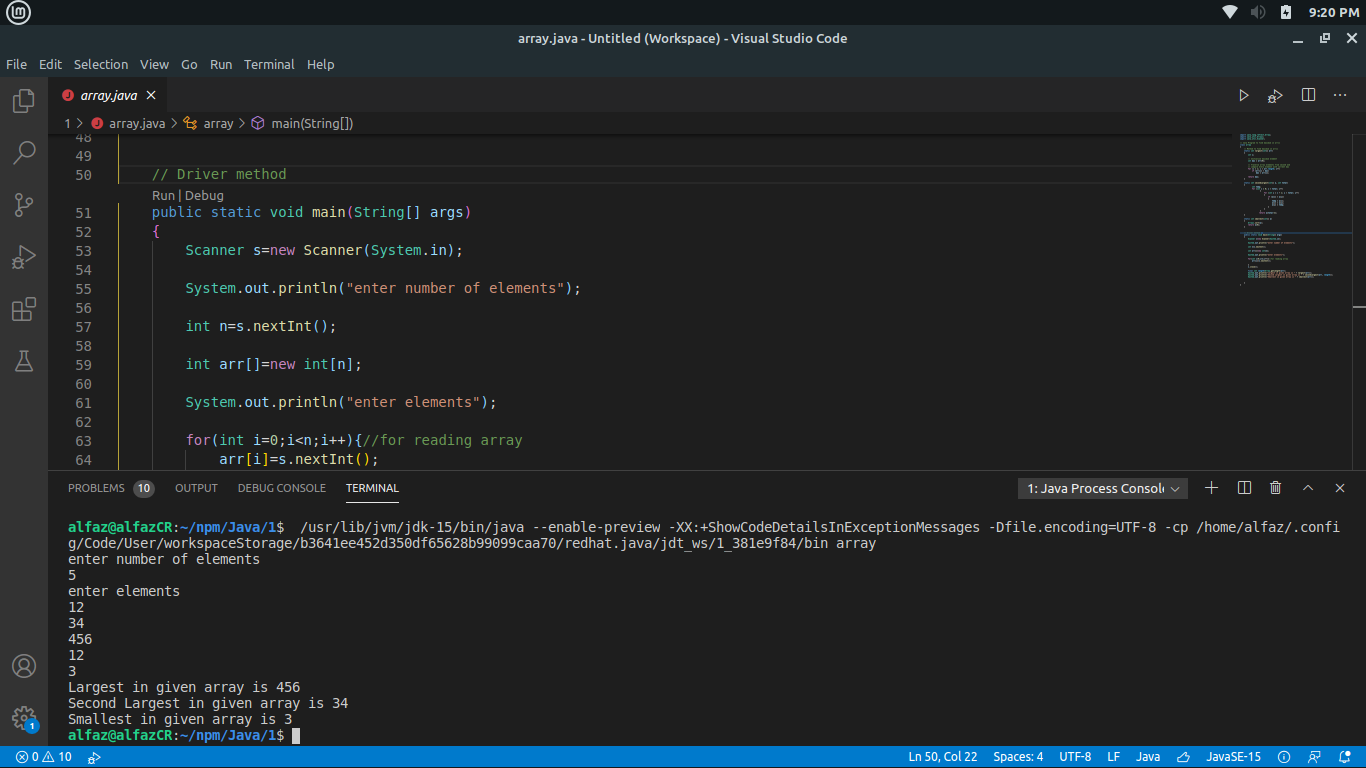 9:20 PM
array.java - Untitled (Workspace) - Visual Studio Code
File Edit Selection View Go Run Terminal Help
array.java
1 > array.java > array > main(String[])
48
49
50 // Driver method
Run | Debug
51 public static void main(String[] args)
52 {
53 Scanner s=new Scanner(System.in);
54
55 System.out.println("enter number of elements");
56
57 int n=s.nextInt();
58
59 int arr[]=new int[n];
60
61 System.out.println("enter elements");
62
63 for(int i=0;i<n;i++){//for reading array
64 arr[i]=s.nextInt();
PROBLEMS 10 OUTPUT DEBUG CONSOLE TERMINAL 1: Java Process Consol
alfaz@alfazCR:~/npm/Java/1$ /usr/lib/jvm/jdk-15/bin/java --enable-preview -XX:+ShowCodeDetailsInExceptionMessages -Dfile.encoding=UTF-8 -cp /home/alfaz/.confi
g/Code/User/workspaceStorage/b3641ee452d350df65628b99099caa70/redhat.java/jdt_ws/1_381e9f84/bin array
enter number of elements
5
enter elements
12
34
456
12
3
Largest in given array is 456
Second Largest in given array is 34
Smallest in given array is 3
alfaz@alfazCR:~/npm/Java/1$
1
0 10 Ln 50, Col 22 Spaces: 4 UTF-8 LF Java JavaSE-15